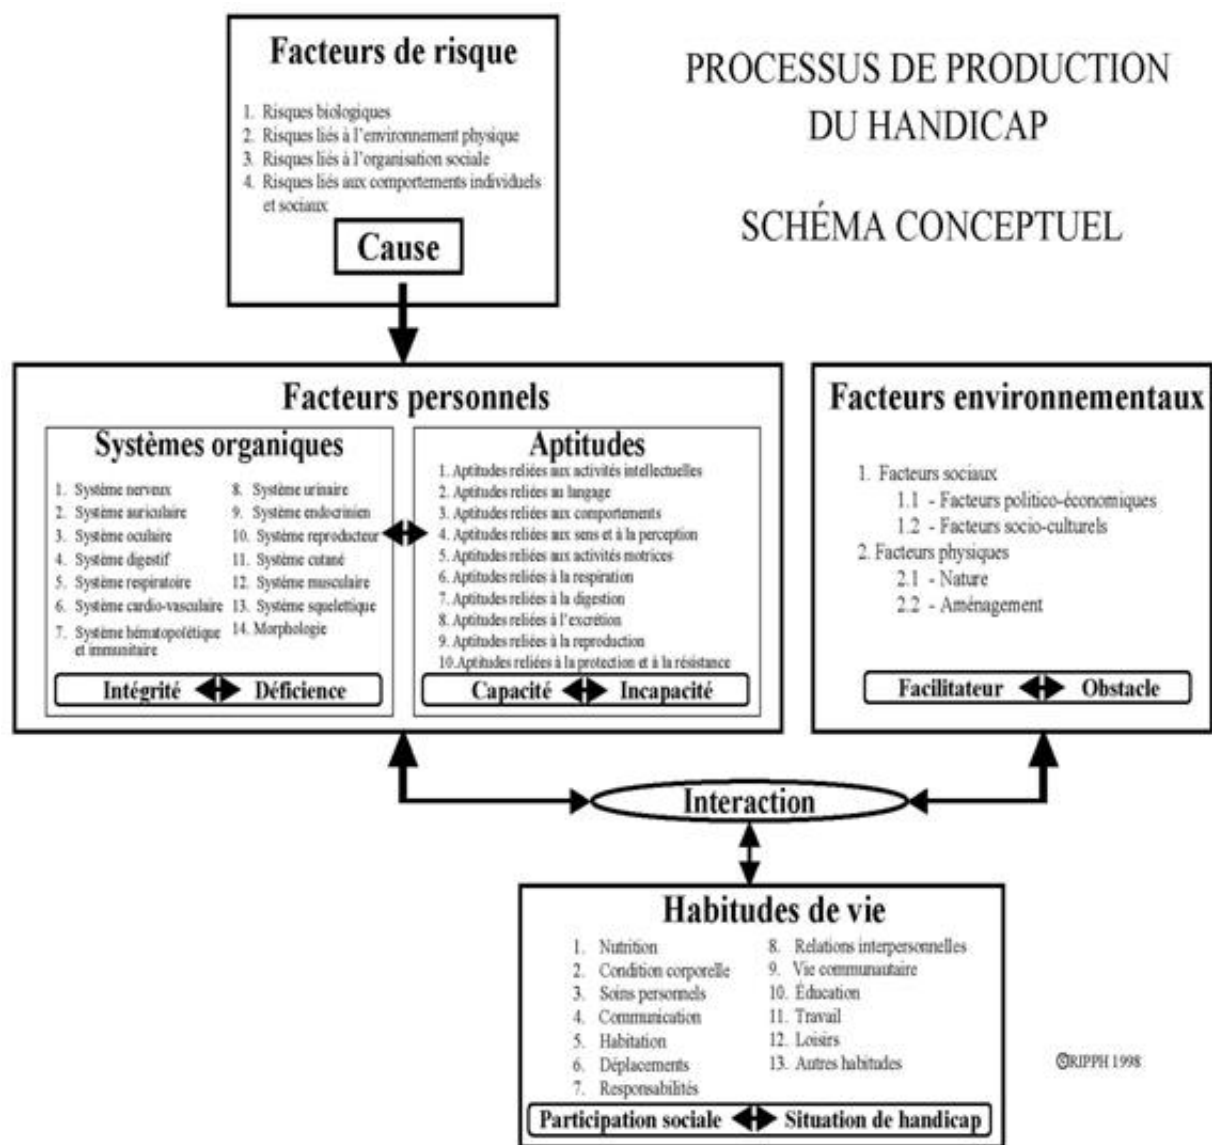 Facteurs de risque
1. Risques biologiques
2. Risques liés à l'environnement physique
3. Risques liés à l'organisation sociale
4. Risques liés aux comportements individuels
et sociaux
Cause
PROCESSUS DE PRODUCTION
DU HANDICAP
SCHÉMA CONCEPTUEL
Facteurs personnels
Systèmes organiques
1. Système nerveux
2. Système auriculaire
3. Système oculaire
4. Système digestif
5. Système respiratoire
6. Système cardio-vasculaire
7. Système hématopoïétique
et immunitaire
8. Système urinaire
9. Système endocrinien
10. Système reproducteur
11. Système cutané
12. Système musculaire
13. Système squelettique
14. Morphologie
Intégrité Déficience
Aptitudes
1. Aptitudes reliées aux activités intellectuelles
2. Aptitudes reliées au langage
3. Aptitudes reliées aux comportements
4. Aptitudes reliées aux sens et à la perception
5. Aptitudes reliées aux activités motrices
6. Aptitudes reliées à la respiration
7. Aptitudes reliées à la digestion
8. Aptitudes reliées à l'excrétion
9. Aptitudes reliées à la reproduction
10. Aptitudes reliées à la protection et à la résistance
Capacité Incapacité
Facteurs environnementaux
1. Facteurs sociaux
1.1 - Facteurs politico-économiques
1.2 - Facteurs socio-culturels
2. Facteurs physiques
2.1 - Nature
2.2 - Aménagement
Facilitateur Obstacle
Interaction
Habitudes de vie
1. Nutrition
2. Condition corporelle
3. Soins personnels
4. Communication
5. Habitation
6. Déplacements
7. Responsabilités
8. Relations interpersonnelles
9. Vie communautaire
10. Éducation
11. Travail
12. Loisirs
13. Autres habitudes
Participation sociale Situation de handicap
©RIPPH 1998